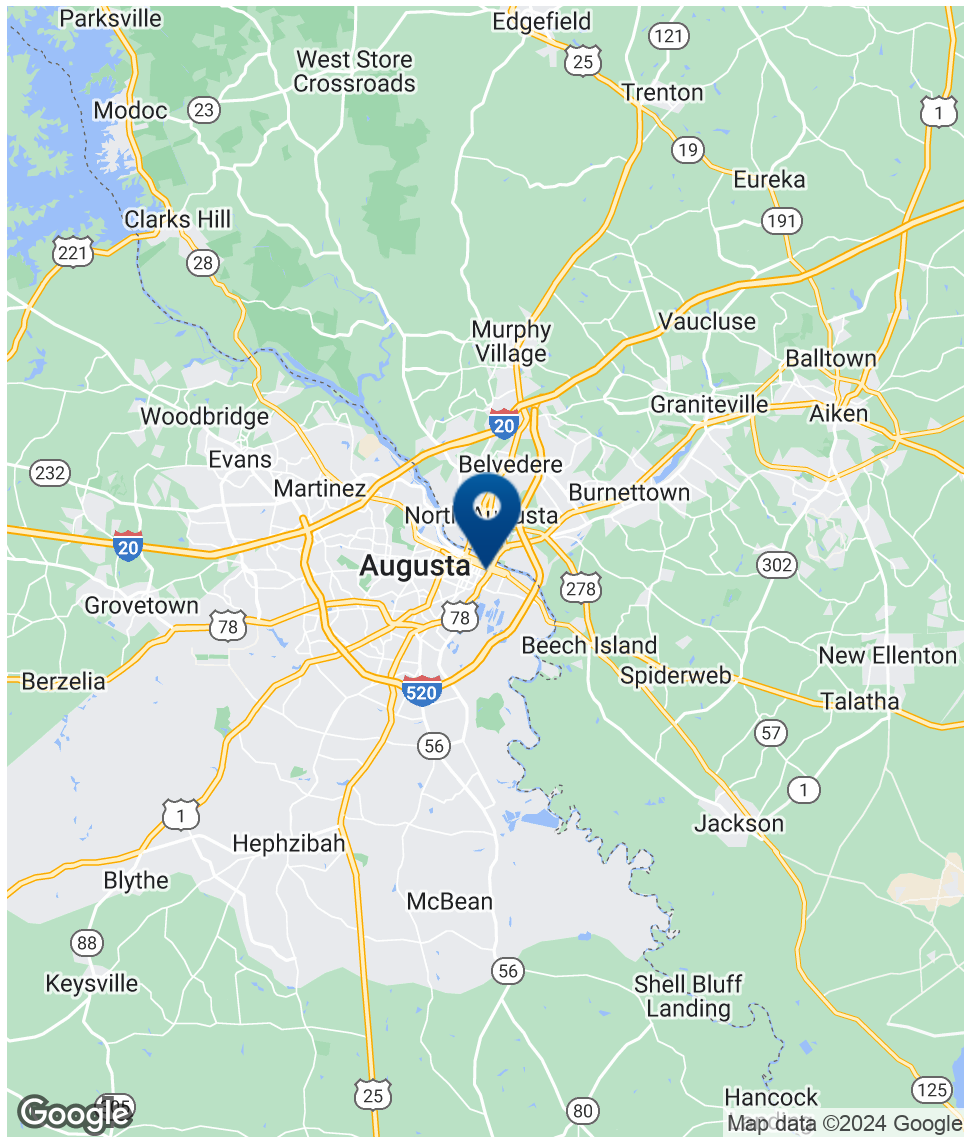 Parksville
Edgefield
121
West Store
Crossroads
25
Trenton
Modoc
23
1
19
Eureka
Clarks Hill
191
221
28
Murphy
Village
Vaucluse
Balltown
Woodbridge
Graniteville
Aiken
20
Evans
Belvedere
232
Martinez
Burnettown
North Augusta
20
Augusta
302
278
Grovetown
78
78
Beech Island
New Ellenton
Berzelia
Spiderweb
520
Talatha
56
57
1
1
Jackson
Hephzibah
Blythe
McBean
88
56
Keysville
Shell Bluff
Landing
25
125
Hancock
Landing
80
Google
Map data ©2024 Google